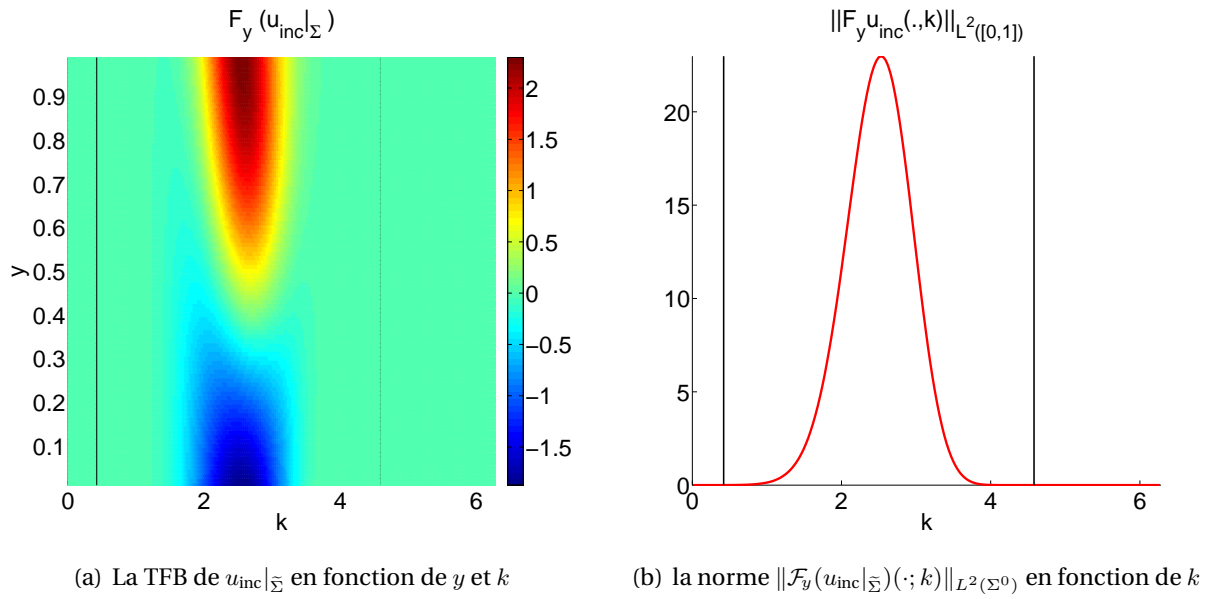 F_y (u_inc|_Σ)
||F_y u_inc(.,k)||_L²([0,1])
0.9
0.8
0.7
0.6
0.5
0.4
0.3
0.2
0.1
y
0 2 4 6
k
2
1.5
1
0.5
0
−0.5
−1
−1.5
20
15
10
5
0
0 2 4 6
k
(a) La TFB de u_inc|_Σ̃ en fonction de y et k
(b) la norme ‖ℱ_y(u_inc|_Σ̃)(·; k)‖_L²(Σ⁰) en fonction de k